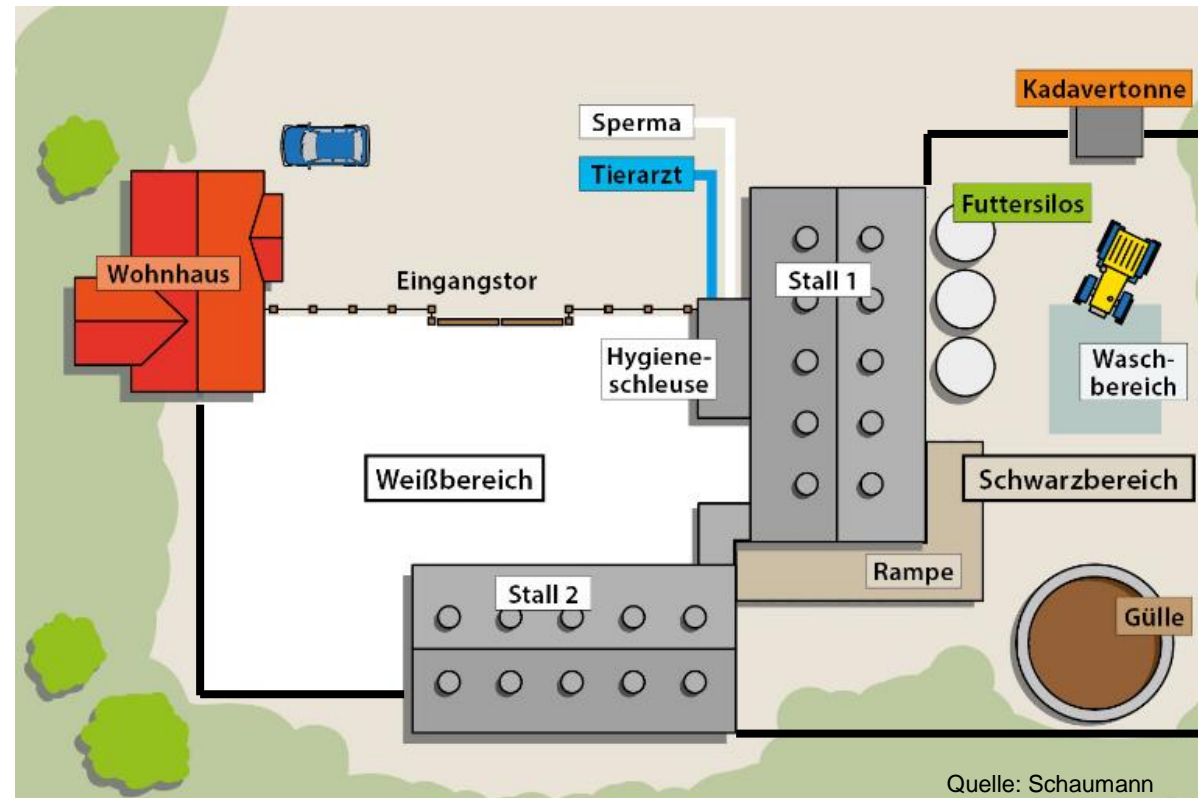 Kadavertonne
Sperma
Tierarzt
Futtersilos
Wohnhaus
Eingangstor
Stall 1
Hygiene-
schleuse
Wasch-
bereich
Weißbereich
Schwarzbereich
Rampe
Stall 2
Gülle
Quelle: Schaumann